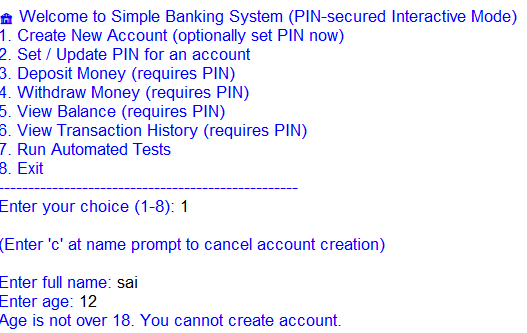 🏠 Welcome to Simple Banking System (PIN-secured Interactive Mode)
1. Create New Account (optionally set PIN now)
2. Set / Update PIN for an account
3. Deposit Money (requires PIN)
4. Withdraw Money (requires PIN)
5. View Balance (requires PIN)
6. View Transaction History (requires PIN)
7. Run Automated Tests
8. Exit
--------------------------------------------------
Enter your choice (1-8): 1
(Enter 'c' at name prompt to cancel account creation)
Enter full name: sai
Enter age: 12
Age is not over 18. You cannot create account.